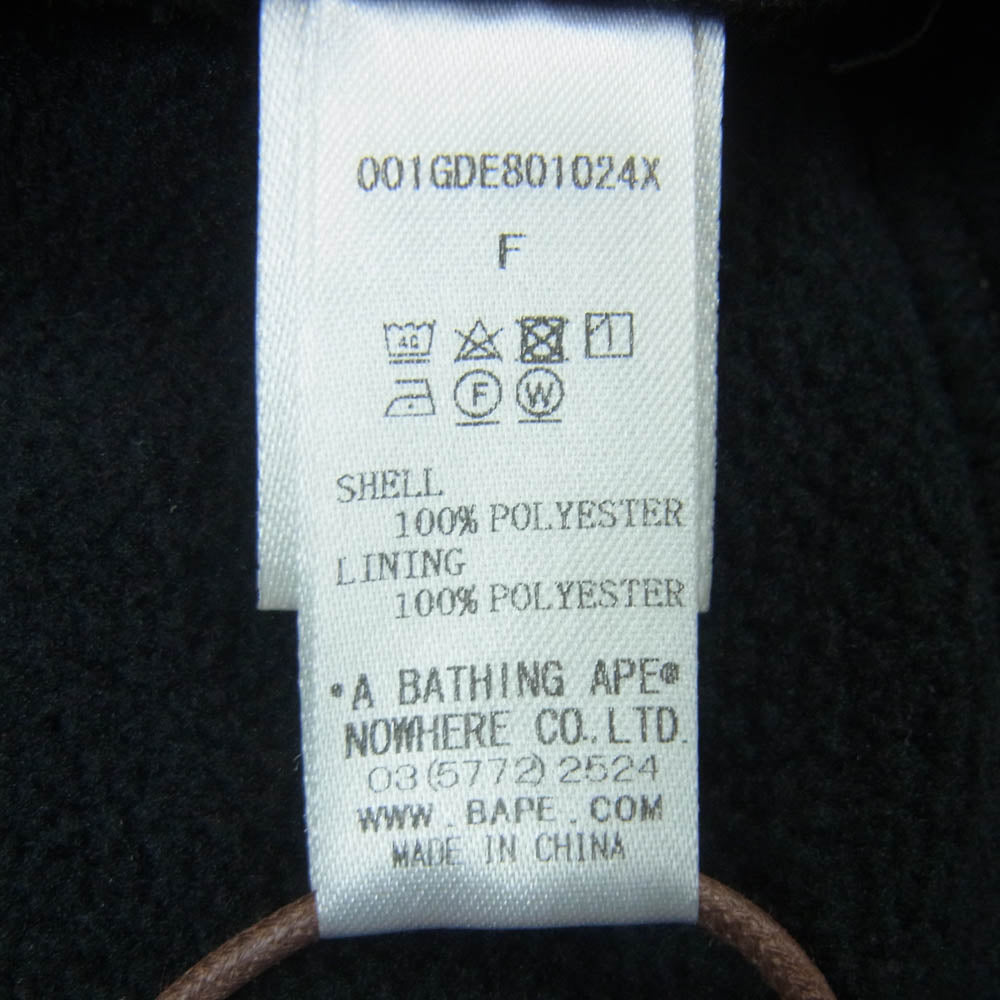 001GDE801024X
F
40
F W
SHELL
100% POLYESTER
LINING
100% POLYESTER
•A BATHING APE®
NOWHERE CO.LTD.
03(5772)2524
WWW.BAPE.COM
MADE IN CHINA